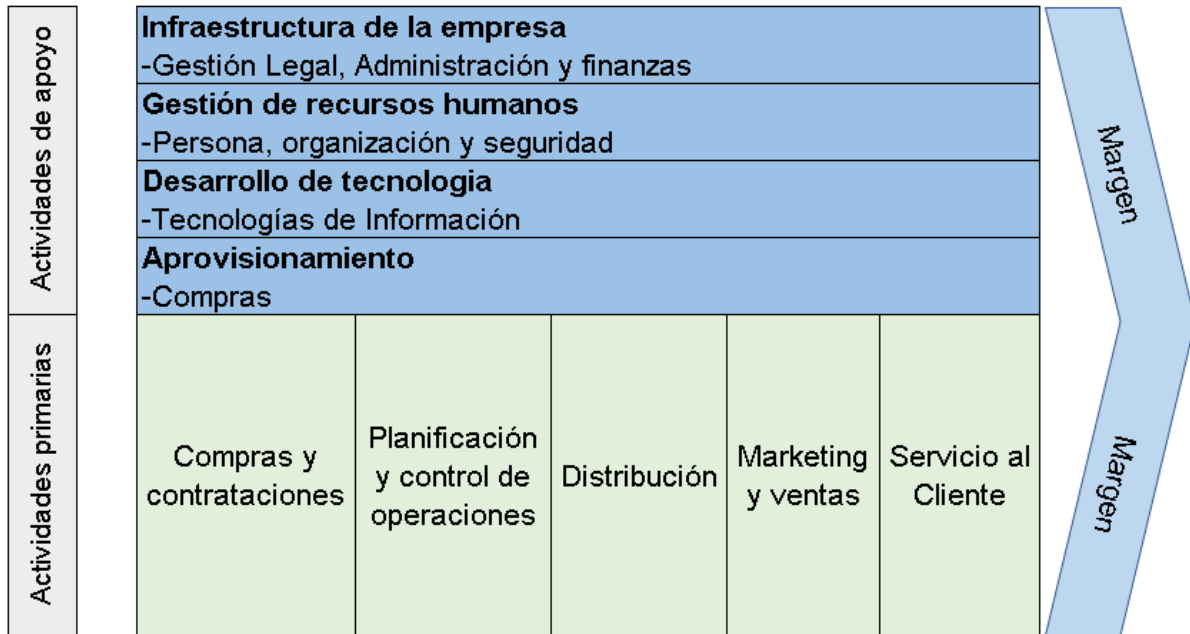 Actividades de apoyo
Infraestructura de la empresa
-Gestión Legal, Administración y finanzas
Gestión de recursos humanos
-Persona, organización y seguridad
Desarrollo de tecnologia
-Tecnologías de Información
Aprovisionamiento
-Compras
Margen
Actividades primarias
Compras y
contrataciones
Planificación
y control de
operaciones
Distribución
Marketing
y ventas
Servicio al
Cliente
Margen